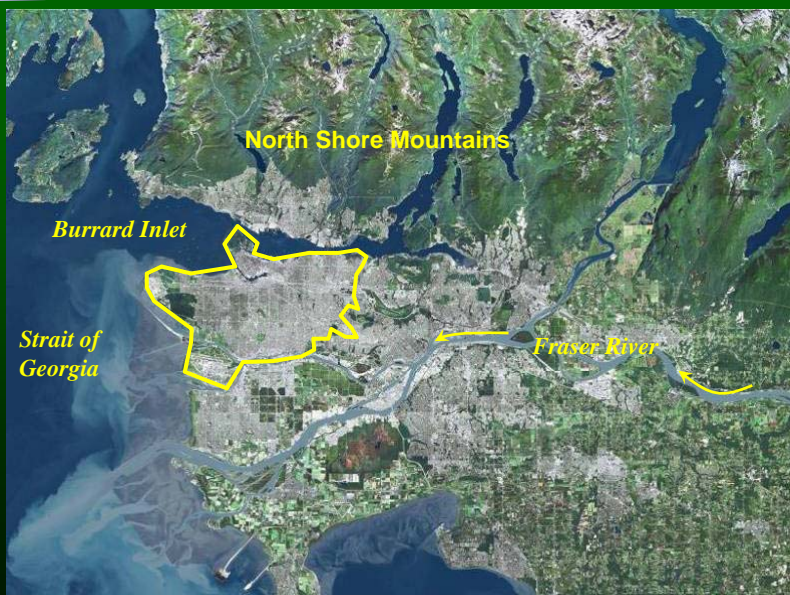 North Shore Mountains
Burrard Inlet
Strait of
Georgia
Fraser River